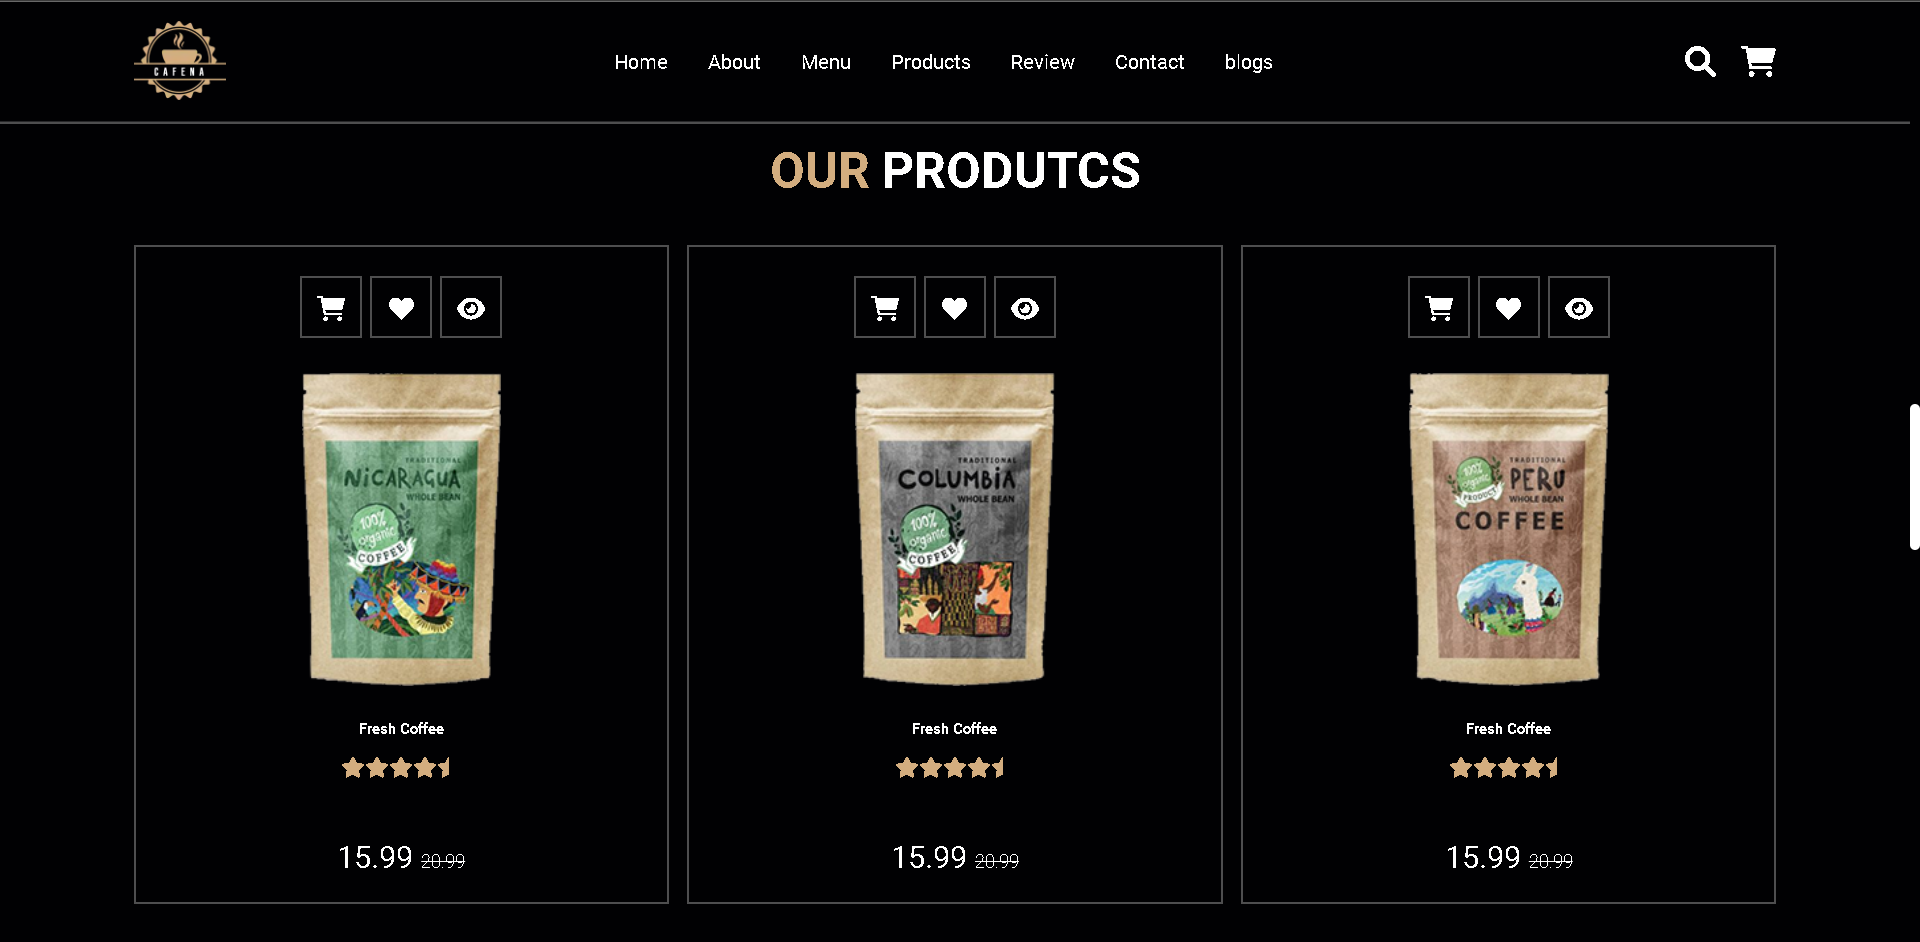 CAFENA
Home About Menu Products Review Contact blogs
OUR PRODUTCS
TRADITIONAL
NiCARAGUA
WHOLE BEAN
100%
organic
COFFEE
Fresh Coffee
15.99 20.99
TRADITIONAL
COLUMBiA
WHOLE BEAN
100%
organic
COFFEE
Fresh Coffee
15.99 20.99
100%
organic
PRODUCT
TRADITIONAL
PERU
WHOLE BEAN
COFFEE
Fresh Coffee
15.99 20.99